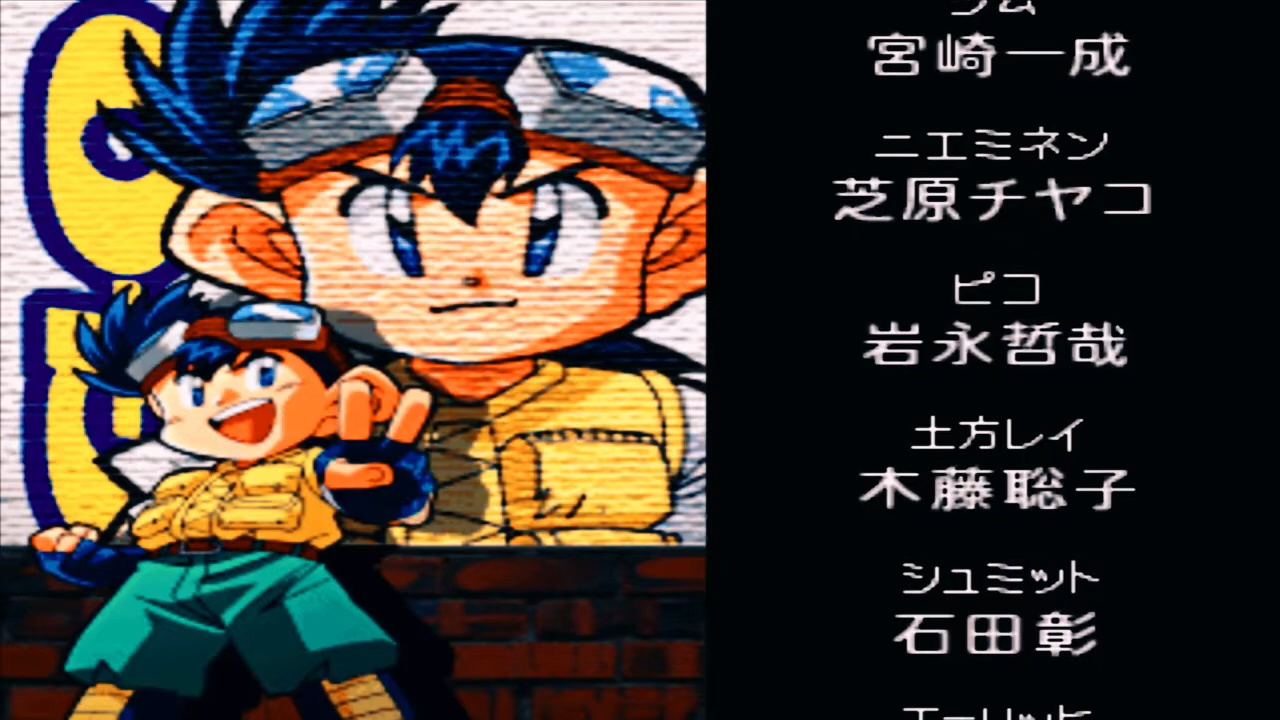 宮崎一成
ニエミネン
芝原チヤコ
ピコ
岩永哲哉
土方レイ
木藤聡子
シュミット
石田彰